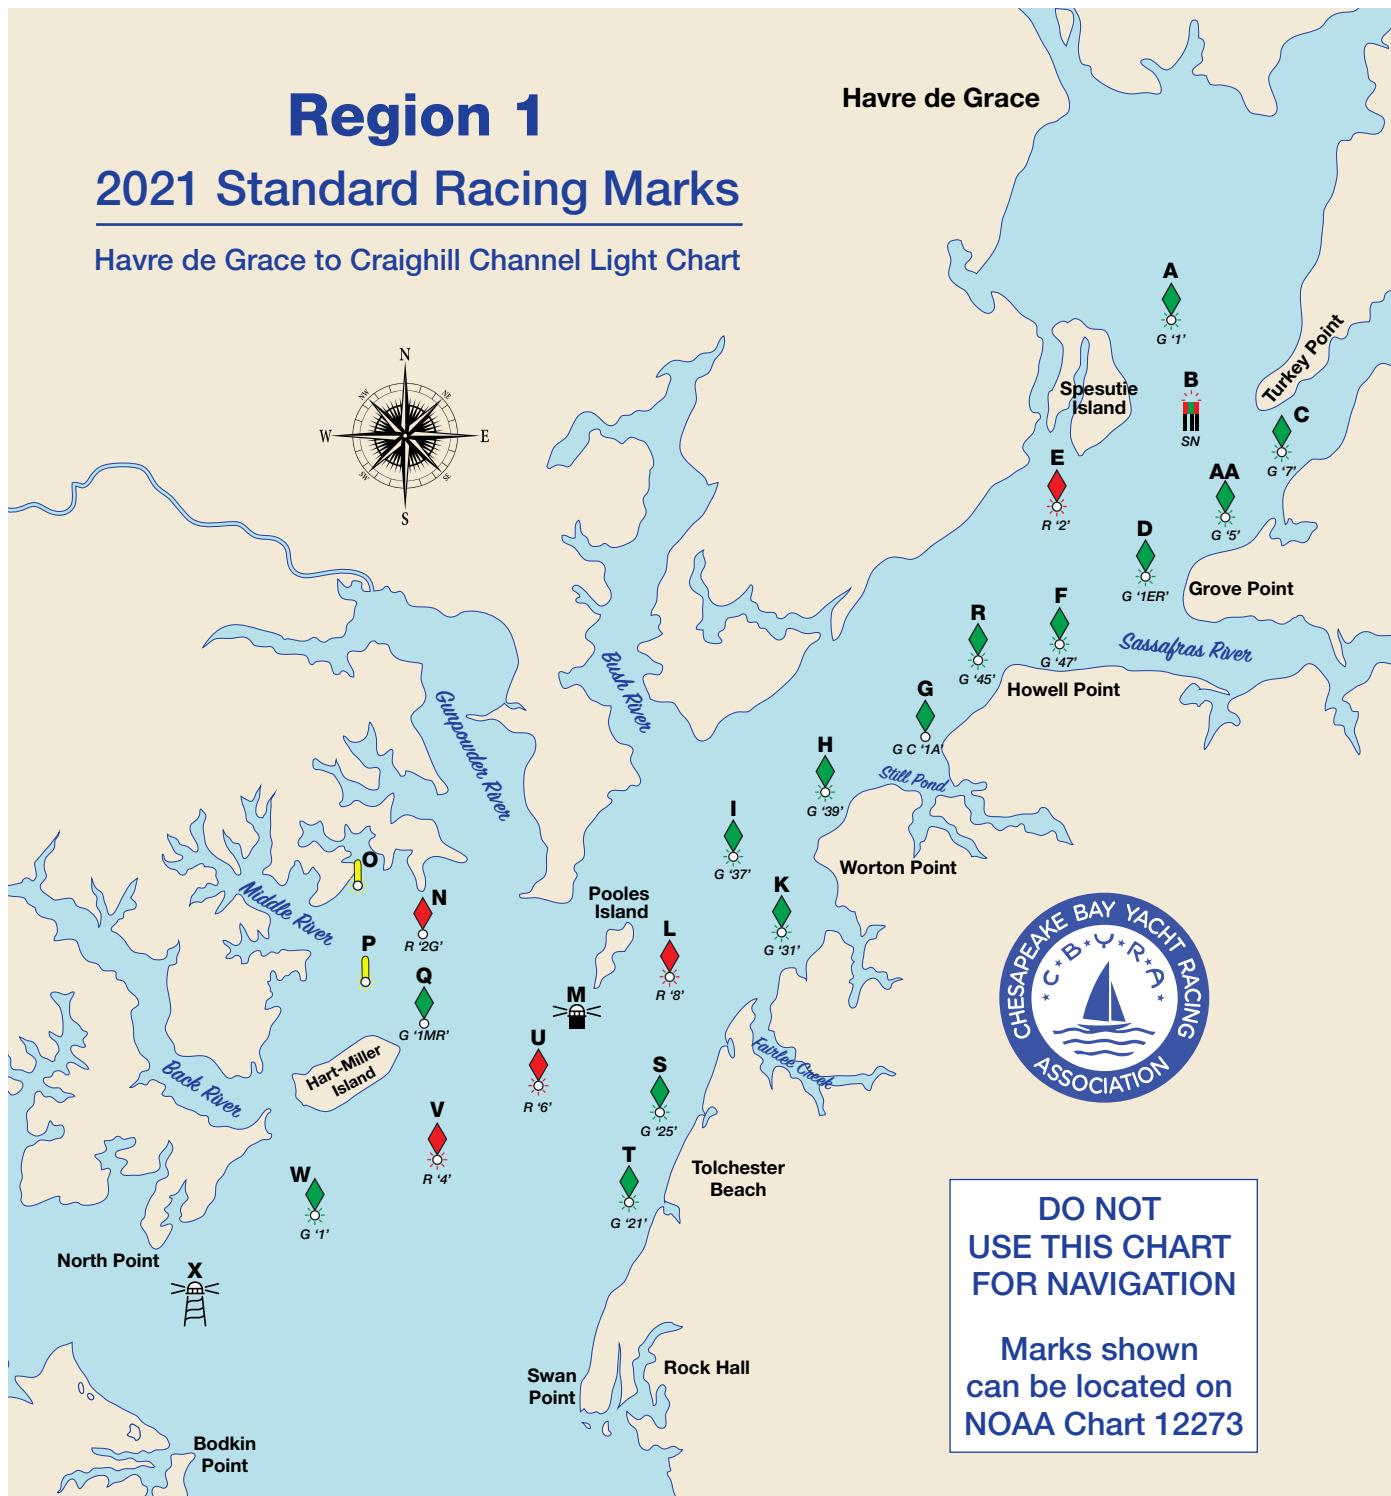 Region 1
2021 Standard Racing Marks
Havre de Grace to Craighill Channel Light Chart
Havre de Grace
N
NE
E
SE
S
SW
W
NW
A
G ‘1’
Turkey Point
Spesutie
Island
B
SN
C
G ‘7’
E
R ‘2’
AA
G ‘5’
D
G ‘1ER’
Grove Point
F
G ‘47’
R
G ‘45’
Sassafras River
Howell Point
Bush River
Gunpowder River
G
G C ‘1A’
H
G ‘39’
Still Pond
I
G ‘37’
Worton Point
O
Middle River
N
R ‘2G’
Pooles
Island
K
G ‘31’
L
R ‘8’
P
Q
G ‘1MR’
M
CHESAPEAKE BAY YACHT RACING
C B Y R A
ASSOCIATION
U
R ‘6’
Hart-Miller
Island
Back River
Fairlee Creek
S
G ‘25’
V
R ‘4’
T
G ‘21’
Tolchester
Beach
W
G ‘1’
North Point
X
DO NOT
USE THIS CHART
FOR NAVIGATION
Marks shown
can be located on
NOAA Chart 12273
Swan
Point
Rock Hall
Bodkin
Point